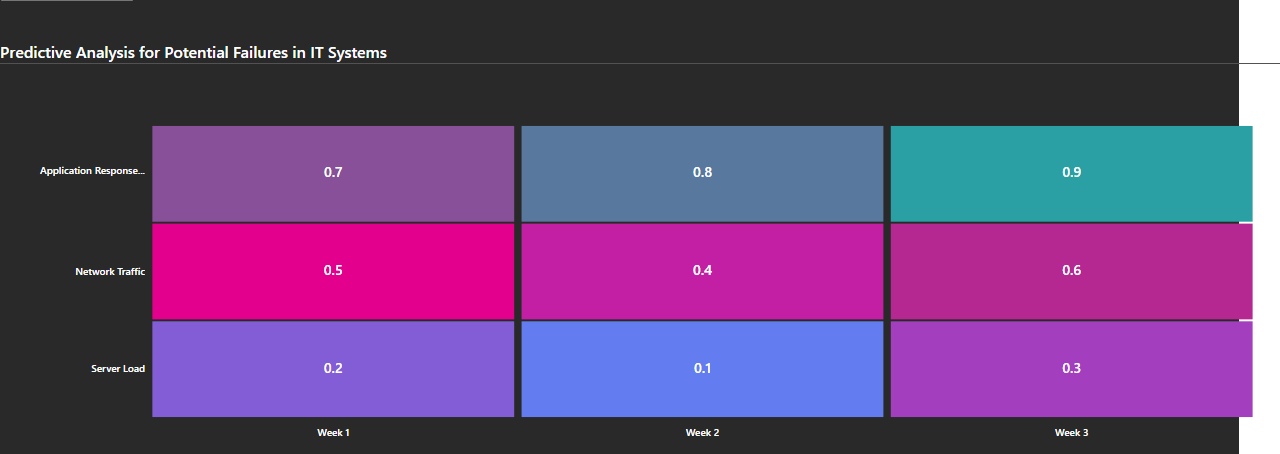 Predictive Analysis for Potential Failures in IT Systems
Application Response...
0.7
0.8
0.9
Network Traffic
0.5
0.4
0.6
Server Load
0.2
0.1
0.3
Week 1
Week 2
Week 3